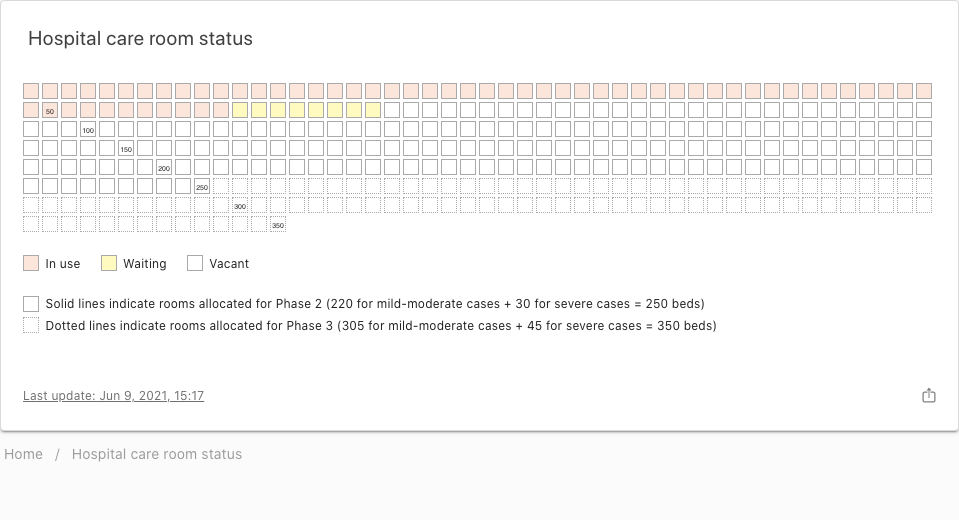 Hospital care room status
50
100
150
200
250
300
350
In use Waiting Vacant
Solid lines indicate rooms allocated for Phase 2 (220 for mild-moderate cases + 30 for severe cases = 250 beds)
Dotted lines indicate rooms allocated for Phase 3 (305 for mild-moderate cases + 45 for severe cases = 350 beds)
Last update: Jun 9, 2021, 15:17
Home / Hospital care room status